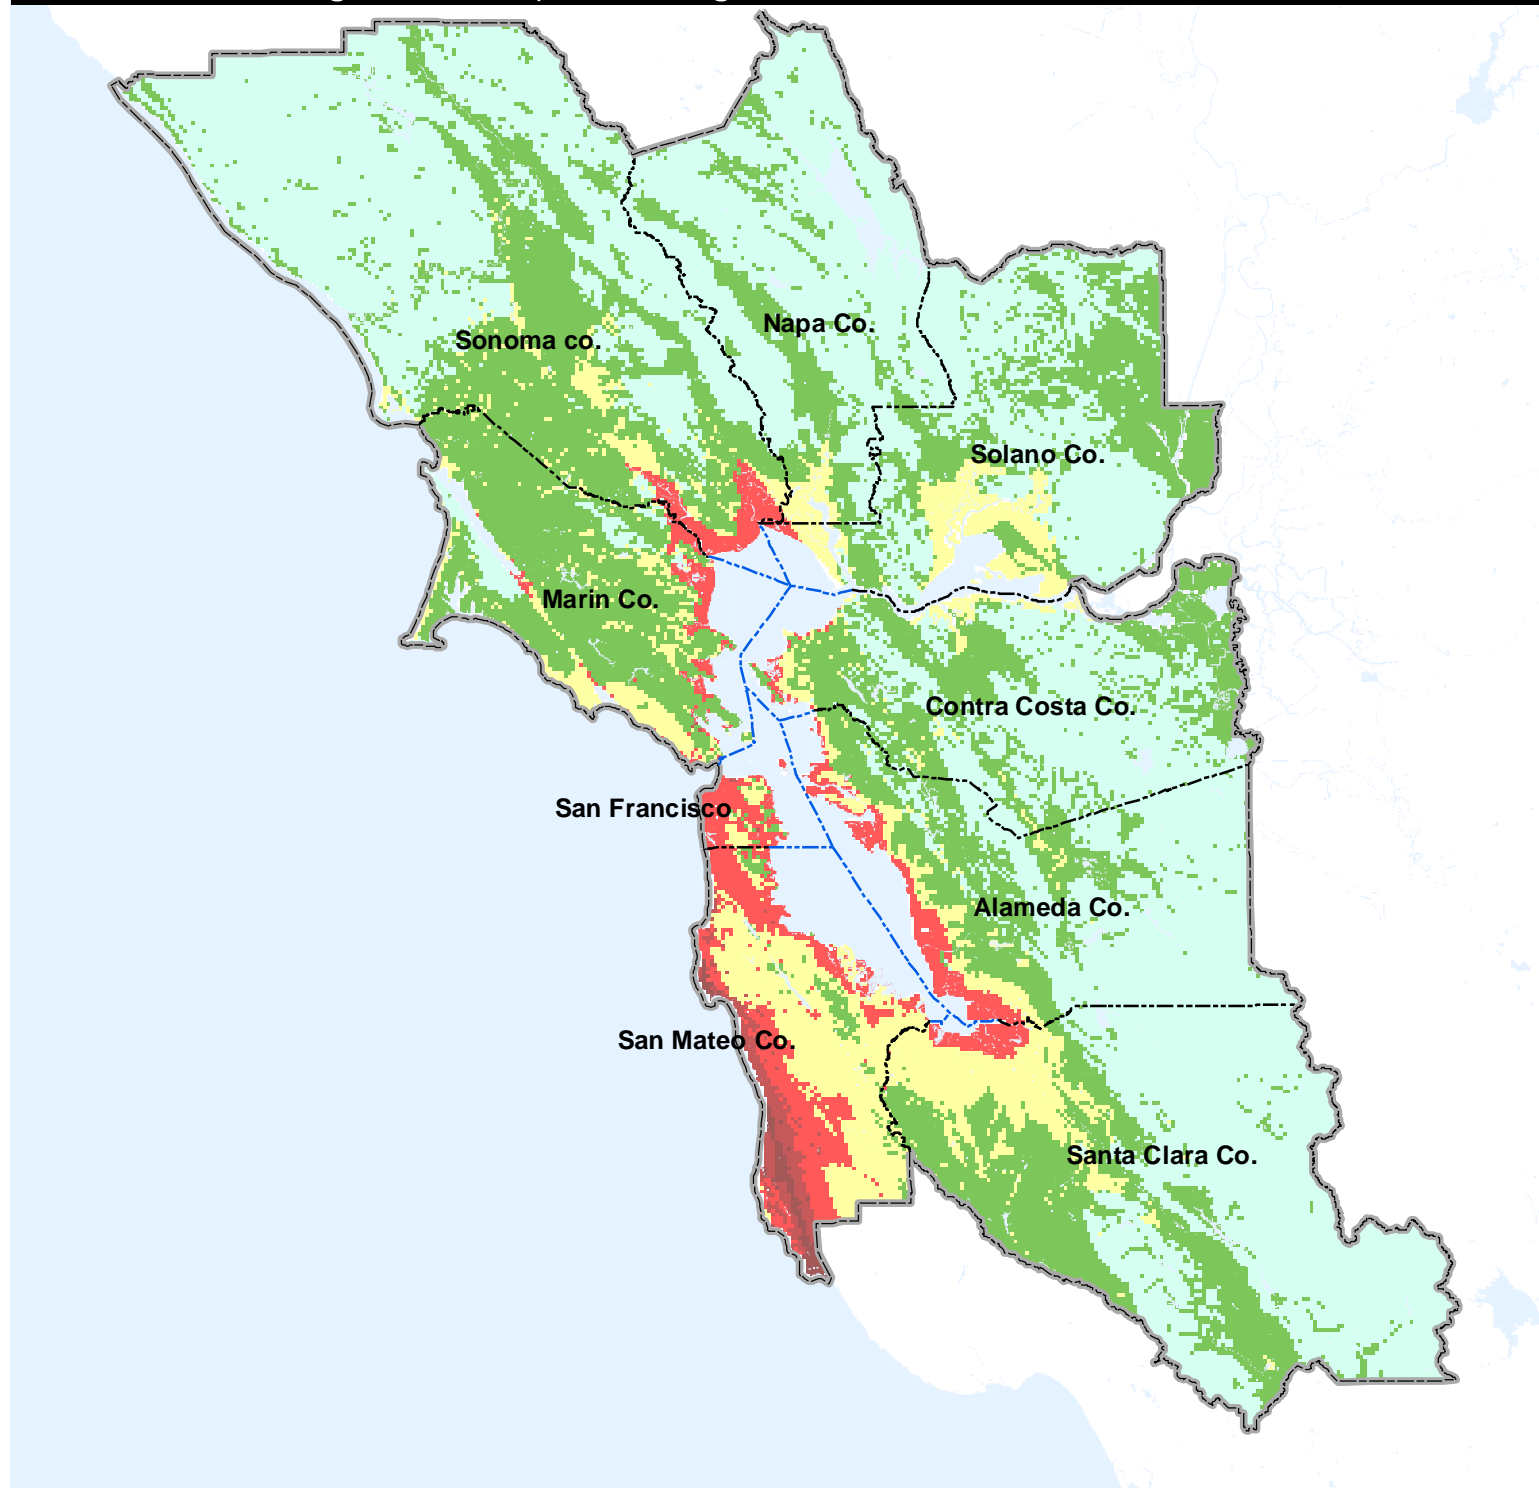 Napa Co.
Sonoma co.
Solano Co.
Marin Co.
Contra Costa Co.
San Francisco
Alameda Co.
San Mateo Co.
Santa Clara Co.